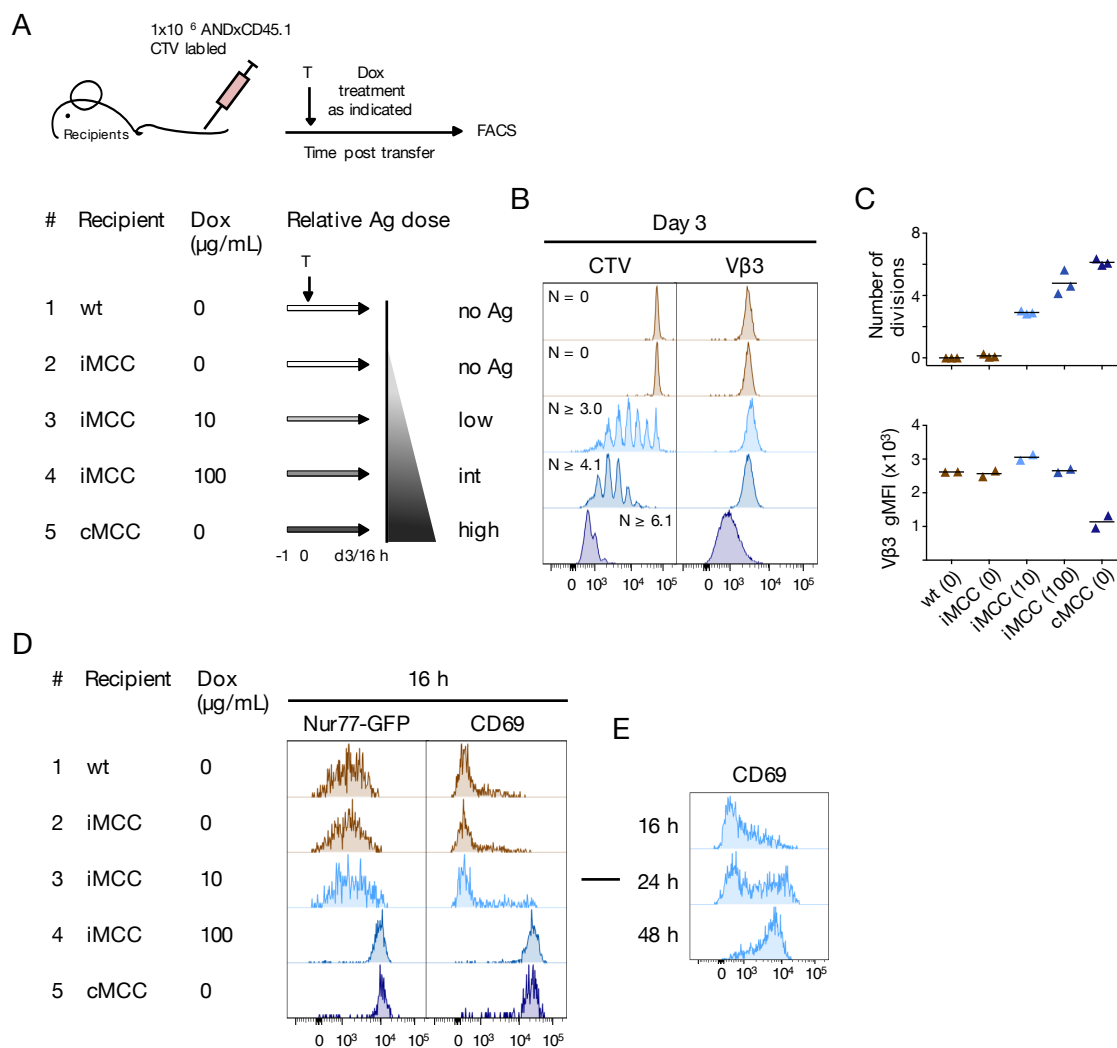 A
1x10 6 ANDxCD45.1
CTV labled
Recipients
T
Dox
treatment
as indicated
FACS
Time post transfer
# Recipient Dox (µg/mL) Relative Ag dose
T
1 wt 0 no Ag
2 iMCC 0 no Ag
3 iMCC 10 low
4 iMCC 100 int
5 cMCC 0 high
-1 0 d3/16 h
B
Day 3
CTV Vβ3
N = 0
N = 0
N ≥ 3.0
N ≥ 4.1
N ≥ 6.1
0 10³ 10⁴ 10⁵ 0 10³ 10⁴ 10⁵
C
Number of
divisions
8
4
0
Vβ3 gMFI (x10³)
4
3
2
1
wt (0)
iMCC (0)
iMCC (10)
iMCC (100)
cMCC (0)
D
# Recipient Dox (µg/mL)
16 h
Nur77-GFP CD69
1 wt 0
2 iMCC 0
3 iMCC 10
4 iMCC 100
5 cMCC 0
0 10³ 10⁴ 10⁵ 0 10³ 10⁴ 10⁵
E
CD69
16 h
24 h
48 h
0 10³ 10⁴ 10⁵